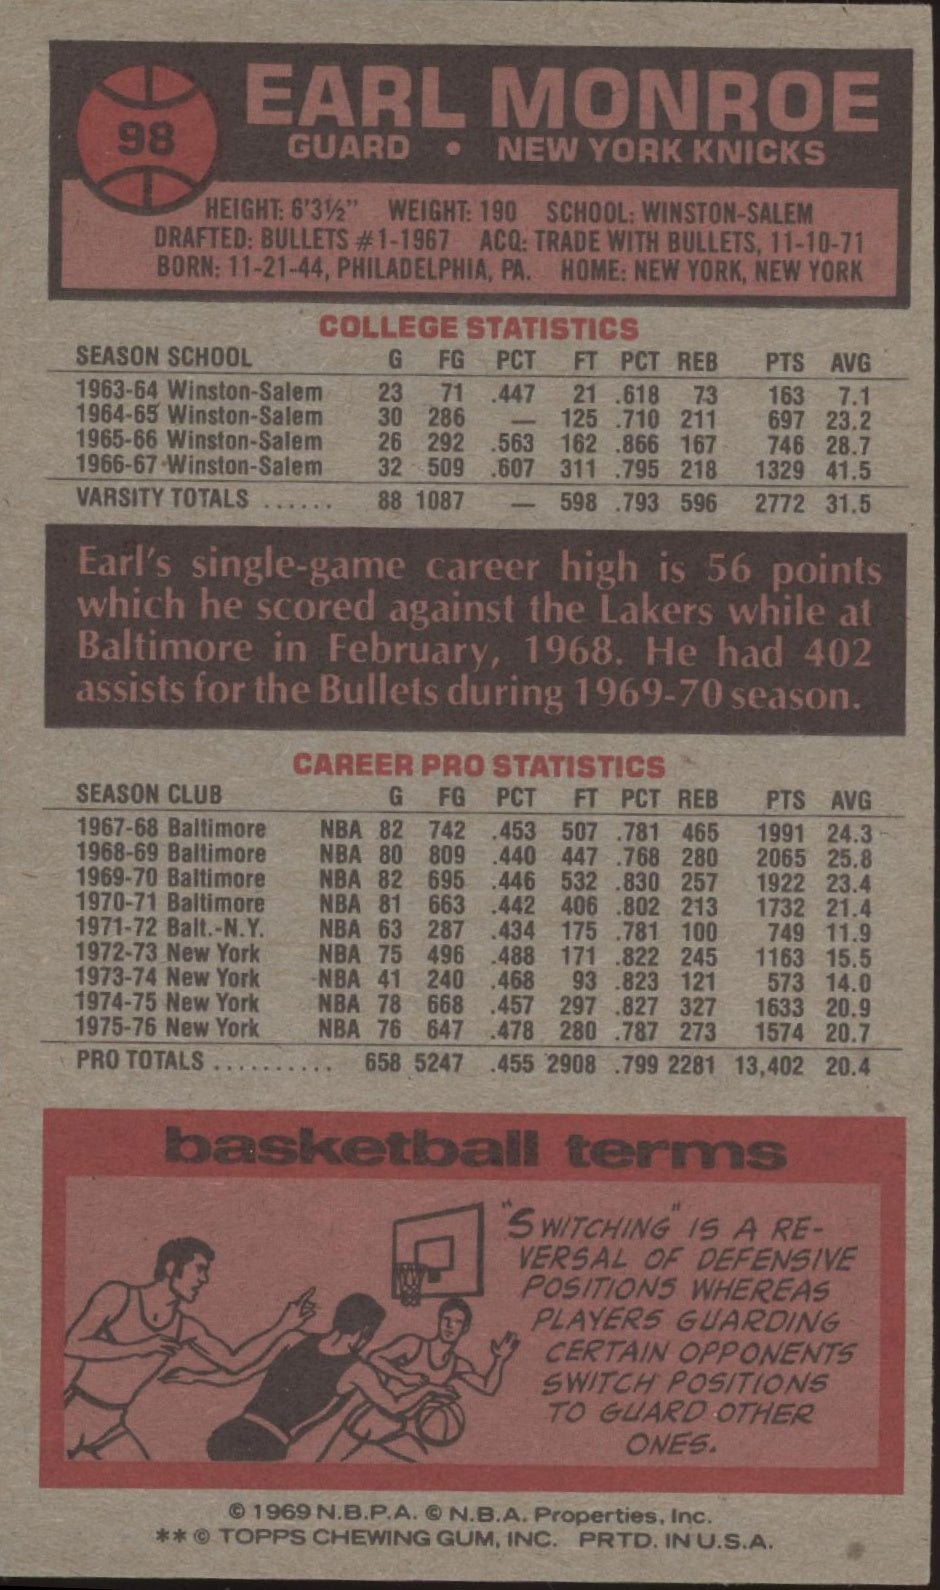 98
EARL MONROE
GUARD • NEW YORK KNICKS
HEIGHT: 6'3½" WEIGHT: 190 SCHOOL: WINSTON-SALEM
DRAFTED: BULLETS #1-1967 ACQ: TRADE WITH BULLETS, 11-10-71
BORN: 11-21-44, PHILADELPHIA, PA. HOME: NEW YORK, NEW YORK
COLLEGE STATISTICS
SEASON SCHOOL G FG PCT FT PCT REB PTS AVG
1963-64 Winston-Salem 23 71 .447 21 .618 73 163 7.1
1964-65 Winston-Salem 30 286 — 125 .710 211 697 23.2
1965-66 Winston-Salem 26 292 .563 162 .866 167 746 28.7
1966-67 Winston-Salem 32 509 .607 311 .795 218 1329 41.5
VARSITY TOTALS ...... 88 1087 — 598 .793 596 2772 31.5
Earl's single-game career high is 56 points
which he scored against the Lakers while at
Baltimore in February, 1968. He had 402
assists for the Bullets during 1969-70 season.
CAREER PRO STATISTICS
SEASON CLUB G FG PCT FT PCT REB PTS AVG
1967-68 Baltimore NBA 82 742 .453 507 .781 465 1991 24.3
1968-69 Baltimore NBA 80 809 .440 447 .768 280 2065 25.8
1969-70 Baltimore NBA 82 695 .446 532 .830 257 1922 23.4
1970-71 Baltimore NBA 81 663 .442 406 .802 213 1732 21.4
1971-72 Balt.-N.Y. NBA 63 287 .434 175 .781 100 749 11.9
1972-73 New York NBA 75 496 .488 171 .822 245 1163 15.5
1973-74 New York NBA 41 240 .468 93 .823 121 573 14.0
1974-75 New York NBA 78 668 .457 297 .827 327 1633 20.9
1975-76 New York NBA 76 647 .478 280 .787 273 1574 20.7
PRO TOTALS .......... 658 5247 .455 2908 .799 2281 13,402 20.4
basketball terms
"SWITCHING" IS A RE-
VERSAL OF DEFENSIVE
POSITIONS WHEREAS
PLAYERS GUARDING
CERTAIN OPPONENTS
SWITCH POSITIONS
TO GUARD OTHER
ONES.
© 1969 N.B.P.A. © N.B.A. Properties, Inc.
** © TOPPS CHEWING GUM, INC. PRTD. IN U.S.A.